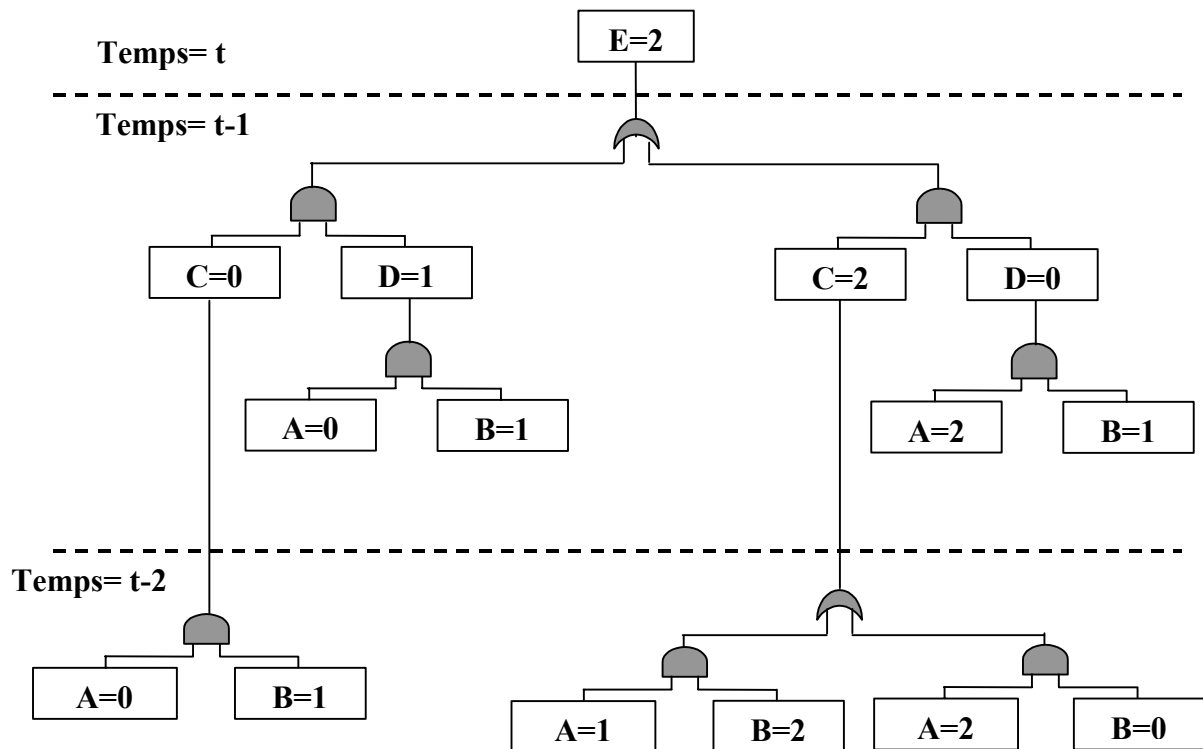 E=2
Temps= t
Temps= t-1
C=0
D=1
C=2
D=0
A=0
B=1
A=2
B=1
Temps= t-2
A=0
B=1
A=1
B=2
A=2
B=0